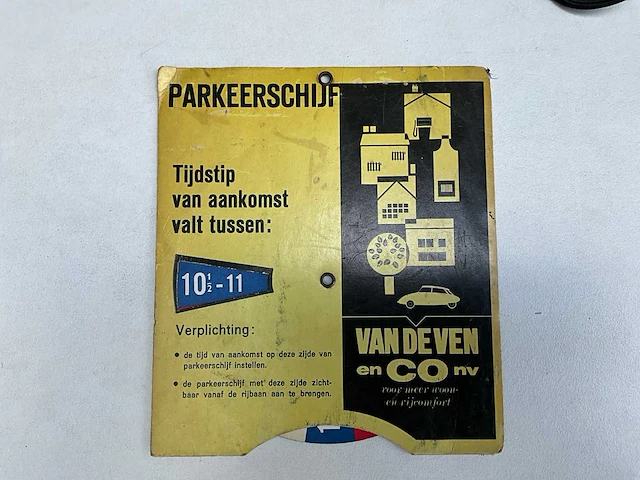 PARKEERSCHIJF
Tijdstip
van aankomst
valt tussen:
10½-11
Verplichting:
• de tijd van aankomst op deze zijde van
parkeerschijf instellen.
• de parkeerschijf met deze zijde zicht-
baar vanaf de rijbaan aan te brengen.
VAN DE VEN
en CO nv
voor meer woon-
en rijcomfort